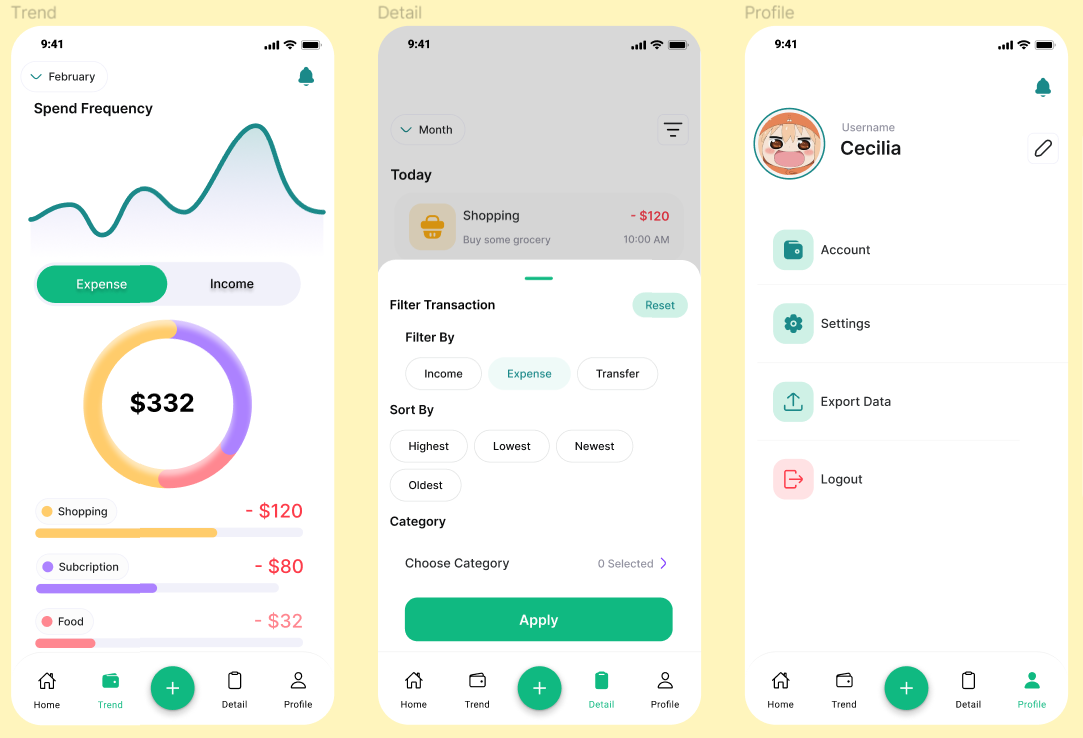 Trend
9:41
February
Spend Frequency
Expense
Income
$332
Shopping
- $120
Subcription
- $80
Food
- $32
Home
Trend
Detail
Profile
Detail
9:41
Month
Today
Shopping
- $120
Buy some grocery
10:00 AM
Filter Transaction
Reset
Filter By
Income
Expense
Transfer
Sort By
Highest
Lowest
Newest
Oldest
Category
Choose Category
0 Selected
Apply
Home
Trend
Detail
Profile
Profile
9:41
Username
Cecilia
Account
Settings
Export Data
Logout
Home
Trend
Detail
Profile